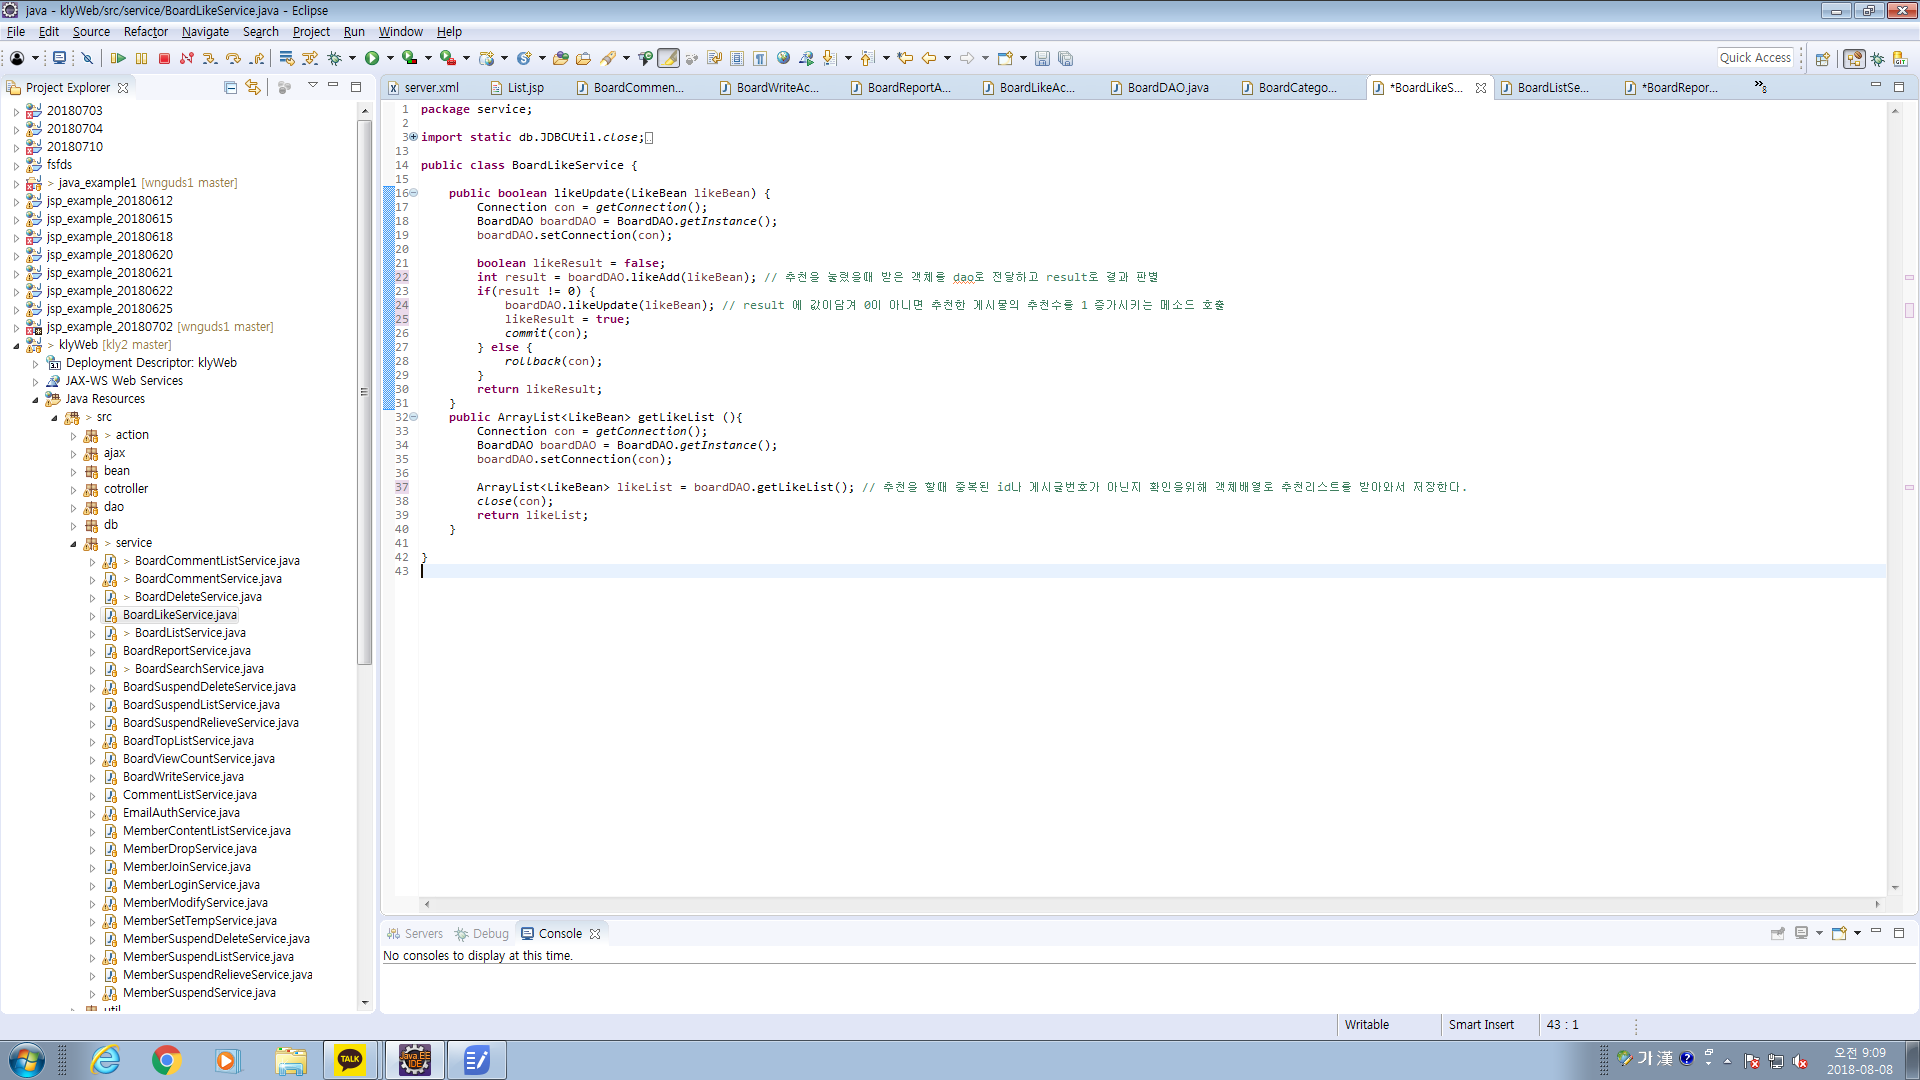 java - klyWeb/src/service/BoardLikeService.java - Eclipse
File Edit Source Refactor Navigate Search Project Run Window Help
Quick Access
Project Explorer
server.xml List.jsp BoardCommen... BoardWriteAc... BoardReportA... BoardLikeAc... BoardDAO.java BoardCatego... *BoardLikeS... BoardListSe... *BoardRepor... »8
20180703
20180704
20180710
fsfds
> java_example1 [wnguds1 master]
jsp_example_20180612
jsp_example_20180615
jsp_example_20180618
jsp_example_20180620
jsp_example_20180621
jsp_example_20180622
jsp_example_20180625
jsp_example_20180702 [wnguds1 master]
> klyWeb [kly2 master]
Deployment Descriptor: klyWeb
JAX-WS Web Services
Java Resources
> src
> action
ajax
bean
cotroller
dao
db
> service
> BoardCommentListService.java
> BoardCommentService.java
> BoardDeleteService.java
BoardLikeService.java
> BoardListService.java
BoardReportService.java
> BoardSearchService.java
BoardSuspendDeleteService.java
BoardSuspendListService.java
BoardSuspendRelieveService.java
BoardTopListService.java
BoardViewCountService.java
BoardWriteService.java
CommentListService.java
EmailAuthService.java
MemberContentListService.java
MemberDropService.java
MemberJoinService.java
MemberLoginService.java
MemberModifyService.java
MemberSetTempService.java
MemberSuspendDeleteService.java
MemberSuspendListService.java
MemberSuspendRelieveService.java
MemberSuspendService.java
util
1 package service;
2
3 import static db.JDBCUtil.close;
13
14 public class BoardLikeService {
15
16 public boolean likeUpdate(LikeBean likeBean) {
17 Connection con = getConnection();
18 BoardDAO boardDAO = BoardDAO.getInstance();
19 boardDAO.setConnection(con);
20
21 boolean likeResult = false;
22 int result = boardDAO.likeAdd(likeBean); // 추천을 눌렀을때 받은 객체를 dao로 전달하고 result로 결과 판별
23 if(result != 0) {
24 boardDAO.likeUpdate(likeBean); // result 에 값이담겨 0이 아니면 추천한 게시물의 추천수를 1 증가시키는 메소드 호출
25 likeResult = true;
26 commit(con);
27 } else {
28 rollback(con);
29 }
30 return likeResult;
31 }
32 public ArrayList<LikeBean> getLikeList (){
33 Connection con = getConnection();
34 BoardDAO boardDAO = BoardDAO.getInstance();
35 boardDAO.setConnection(con);
36
37 ArrayList<LikeBean> likeList = boardDAO.getLikeList(); // 추천을 할때 중복된 id나 게시글번호가 아닌지 확인을위해 객체배열로 추천리스트를 받아와서 저장한다.
38 close(con);
39 return likeList;
40 }
41
42 }
43
Servers Debug Console
No consoles to display at this time.
Writable Smart Insert 43 : 1
TALK Java EE IDE 가 漢
오전 9:09
2018-08-08